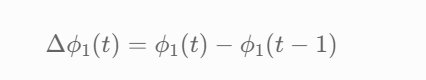 Δϕ₁(t) = ϕ₁(t) − ϕ₁(t − 1)